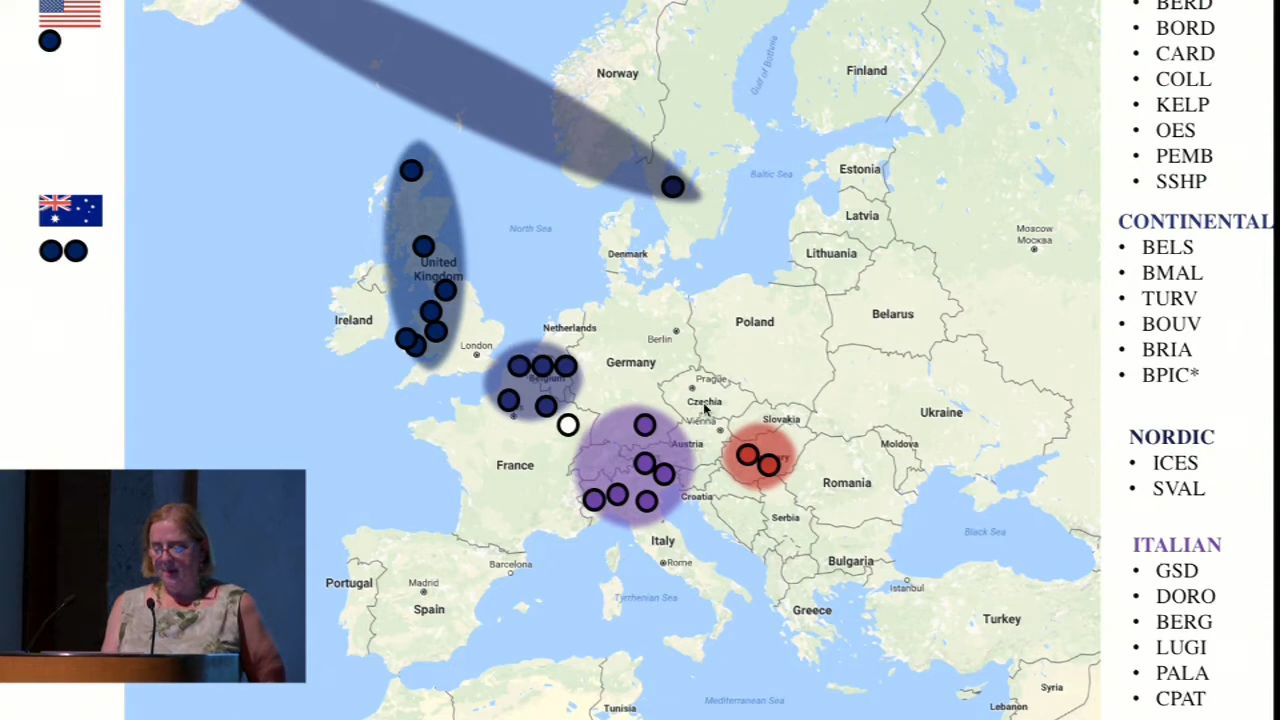 Norway
Finland
Gulf of Bothnia
Estonia
Baltic Sea
Latvia
Moscow
Москва
North Sea
Denmark
Lithuania
United
Kingdom
Ireland
Belarus
Netherlands
Berlin
Poland
London
Germany
Belgium
Prague
Czechia
Vienna
Slovakia
Ukraine
Austria
Moldova
France
Croatia
Romania
Serbia
Black Sea
Italy
Bulgaria
Rome
Barcelona
Istanbul
Portugal
Madrid
Spain
Tyrrhenian Sea
Greece
Turkey
Mediterranean Sea
Tunisia
Syria
Lebanon
• BERD
• BORD
• CARD
• COLL
• KELP
• OES
• PEMB
• SSHP
CONTINENTAL
• BELS
• BMAL
• TURV
• BOUV
• BRIA
• BPIC*
NORDIC
• ICES
• SVAL
ITALIAN
• GSD
• DORO
• BERG
• LUGI
• PALA
• CPAT